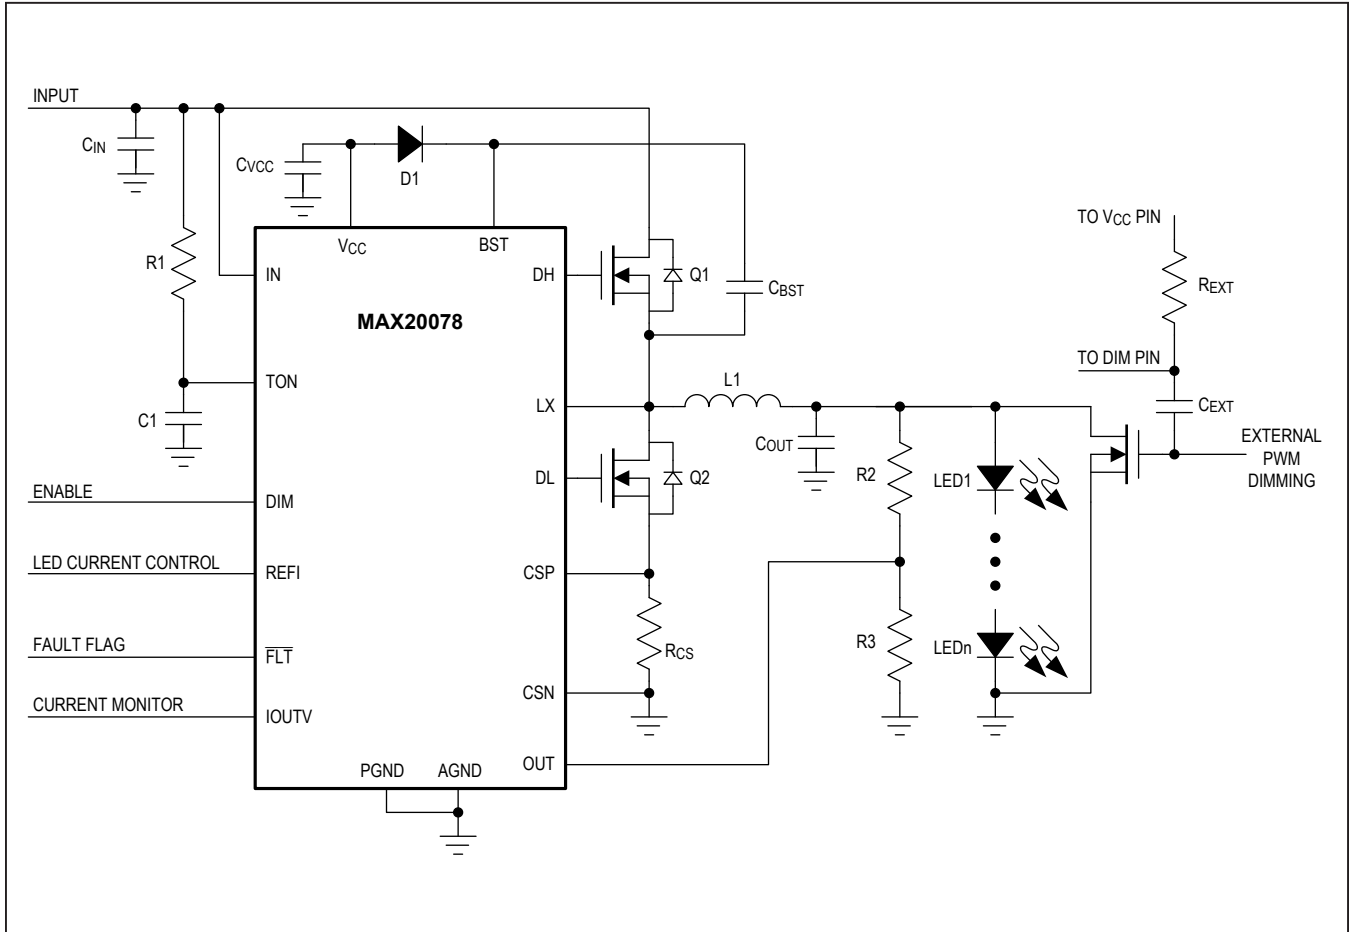 INPUT
CIN
CVCC
D1
TO VCC PIN
VCC
BST
R1
IN
DH
Q1
CBST
REXT
MAX20078
TO DIM PIN
TON
L1
C1
LX
CEXT
COUT
EXTERNAL
PWM
DIMMING
R2
LED1
DL
Q2
ENABLE
DIM
LED CURRENT CONTROL
REFI
CSP
FAULT FLAG
FLT
RCS
R3
LEDn
CURRENT MONITOR
IOUTV
CSN
OUT
PGND
AGND